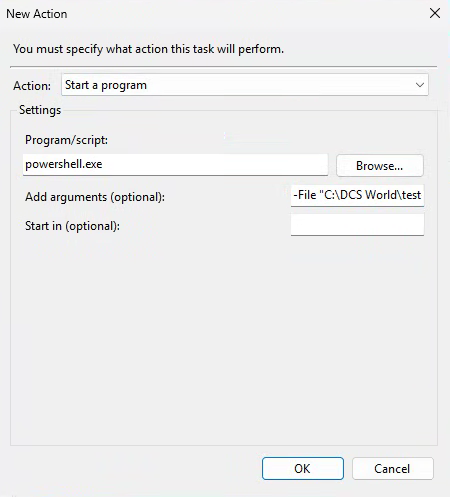 New Action
You must specify what action this task will perform.
Action: Start a program
Settings
Program/script:
powershell.exe Browse...
Add arguments (optional): -File "C:\DCS World\test
Start in (optional):
OK Cancel